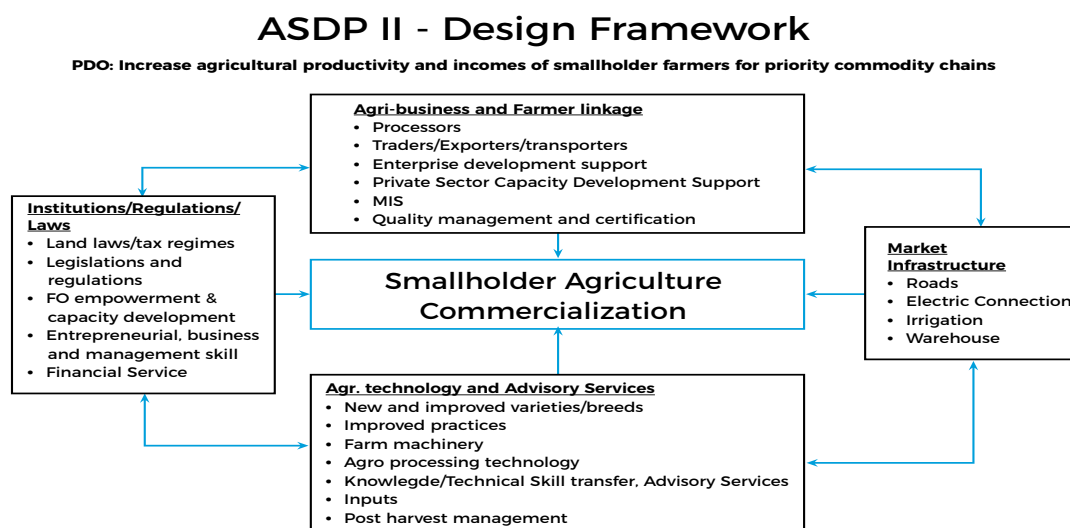 ASDP II - Design Framework
PDO: Increase agricultural productivity and incomes of smallholder farmers for priority commodity chains
Agri-business and Farmer linkage
• Processors
• Traders/Exporters/transporters
• Enterprise development support
• Private Sector Capacity Development Support
• MIS
• Quality management and certification
Institutions/Regulations/
Laws
• Land laws/tax regimes
• Legislations and
regulations
• FO empowerment &
capacity development
• Entrepreneurial, business
and management skill
• Financial Service
Smallholder Agriculture
Commercialization
Market
Infrastructure
• Roads
• Electric Connection
• Irrigation
• Warehouse
Agr. technology and Advisory Services
• New and improved varieties/breeds
• Improved practices
• Farm machinery
• Agro processing technology
• Knowlegde/Technical Skill transfer, Advisory Services
• Inputs
• Post harvest management